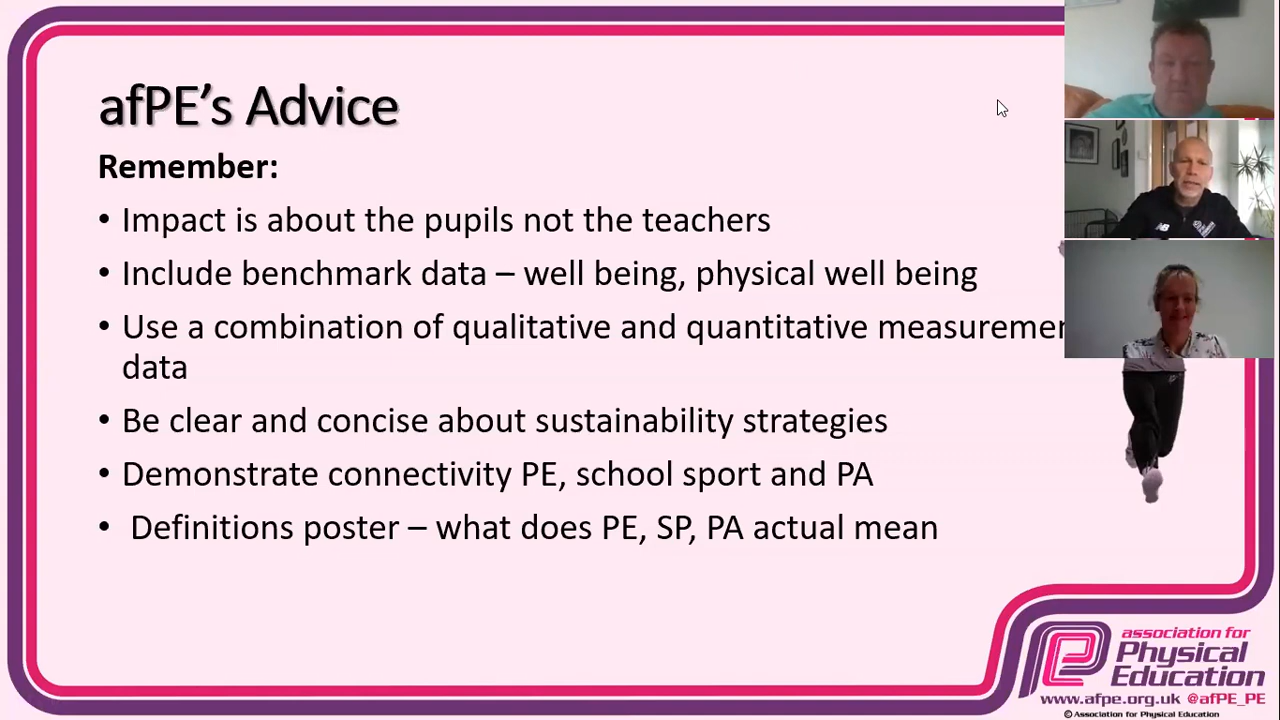 afPE's Advice
Remember:
• Impact is about the pupils not the teachers
• Include benchmark data – well being, physical well being
• Use a combination of qualitative and quantitative
data
• Be clear and concise about sustainability strategies
• Demonstrate connectivity PE, school sport and PA
• Definitions poster – what does PE, SP, PA actual mean
association for
Physical
Education
www.afpe.org.uk @afPE_PE
© Association for Physical Education